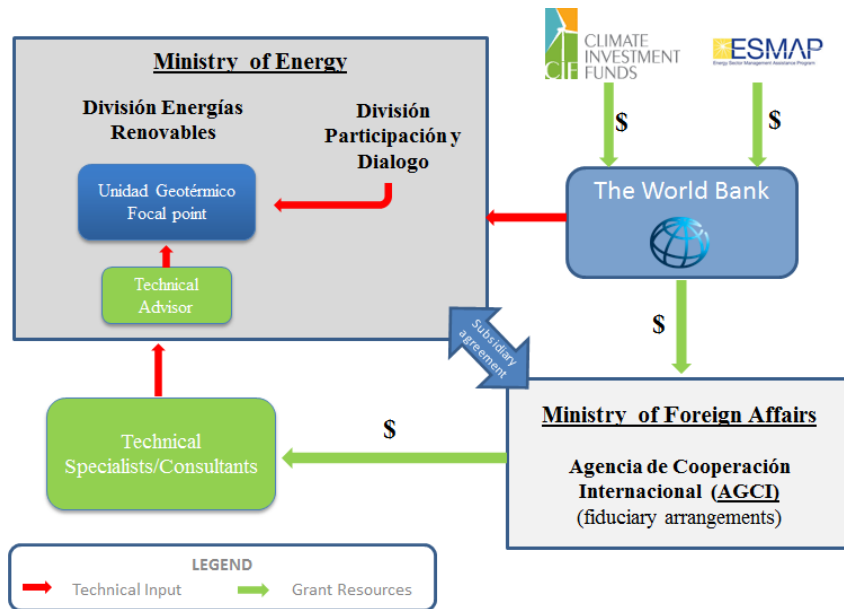 Ministry of Energy
División Energías
Renovables
División
Participación y
Dialogo
Unidad Geotérmico
Focal point
Technical
Advisor
CIF
CLIMATE
INVESTMENT
FUNDS
ESMAP
Energy Sector Management Assistance Program
$
$
The World Bank
$
Subsidiary
agreement
Technical
Specialists/Consultants
$
Ministry of Foreign Affairs
Agencia de Cooperación
Internacional (AGCI)
(fiduciary arrangements)
LEGEND
Technical Input
Grant Resources